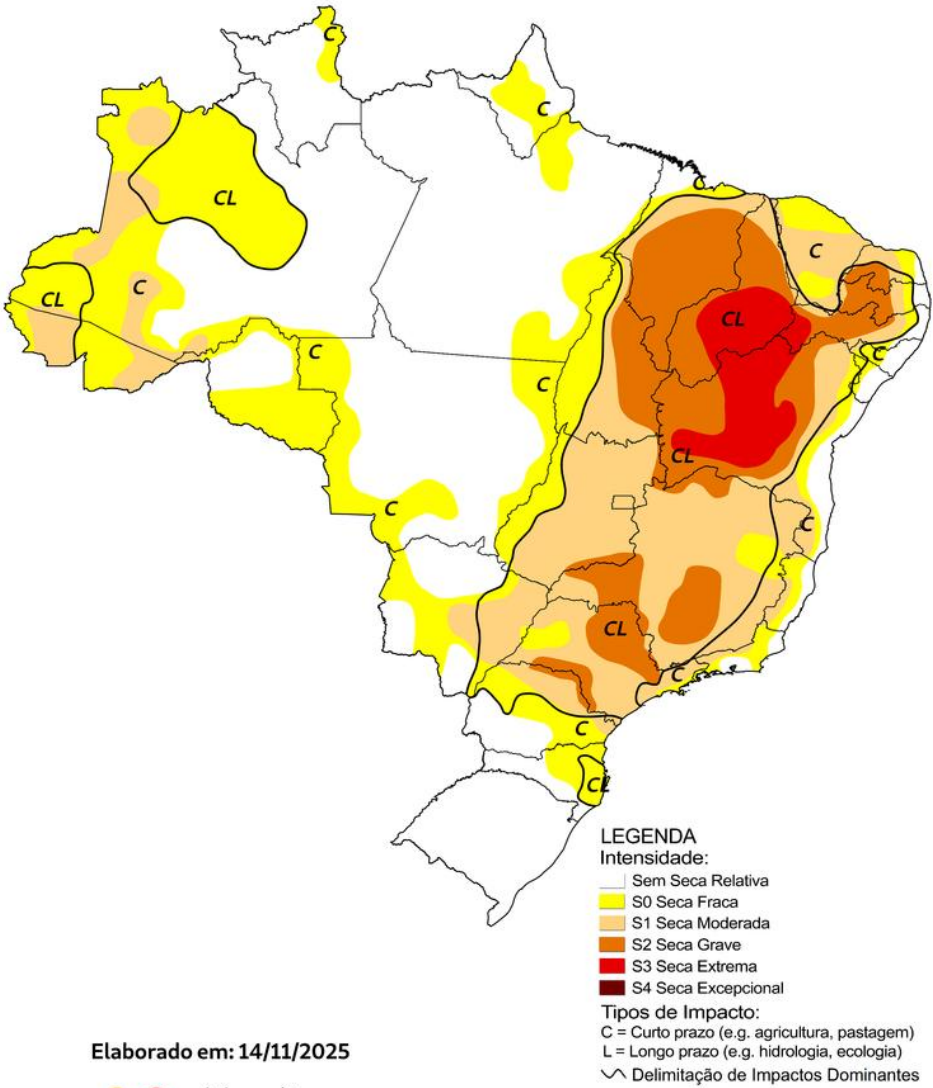 C
C
CL
C
C
CL
C
CL
C
C
C
CL
C
C
CL
C
C
CL
LEGENDA
Intensidade:
Sem Seca Relativa
S0 Seca Fraca
S1 Seca Moderada
S2 Seca Grave
S3 Seca Extrema
S4 Seca Excepcional
Tipos de Impacto:
C = Curto prazo (e.g. agricultura, pastagem)
L = Longo prazo (e.g. hidrologia, ecologia)
Delimitação de Impactos Dominantes
Elaborado em: 14/11/2025